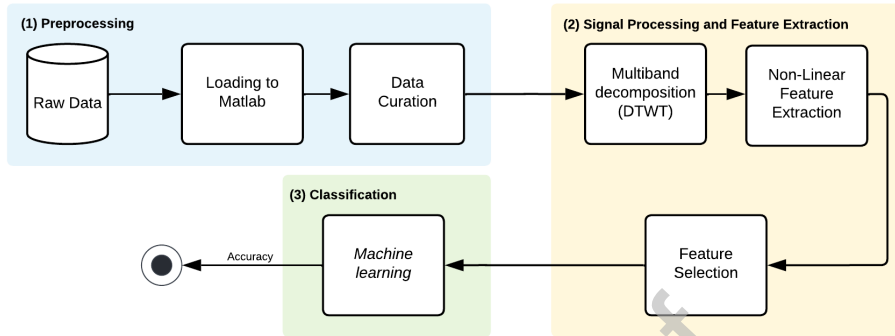 (1) Preprocessing
Raw Data
Loading to
Matlab
Data
Curation
(2) Signal Processing and Feature Extraction
Multiband
decomposition
(DTWT)
Non-Linear
Feature
Extraction
Feature
Selection
(3) Classification
Machine
learning
Accuracy
f